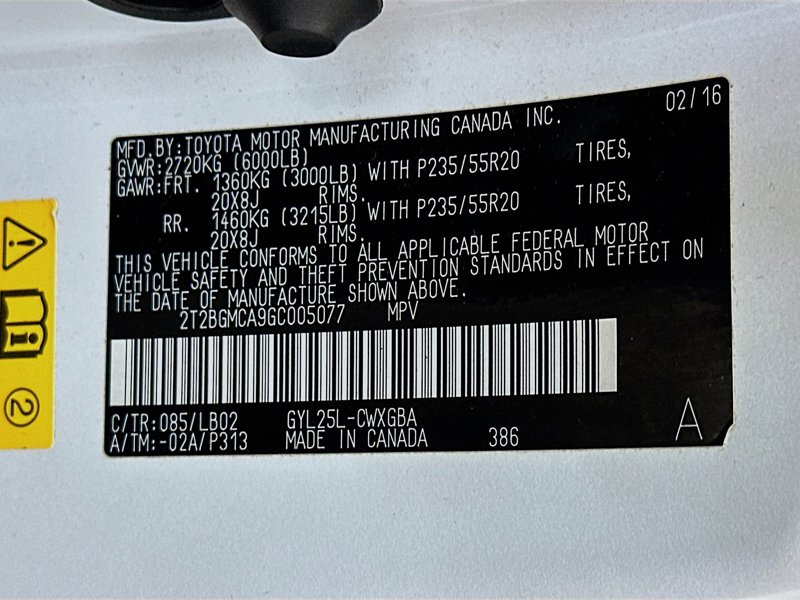 MFD.BY:TOYOTA MOTOR MANUFACTURING CANADA INC. 02/16
GVWR:2720KG (6000LB)
GAWR:FRT. 1360KG (3000LB) WITH P235/55R20 TIRES,
20X8J RIMS.
RR. 1460KG (3215LB) WITH P235/55R20 TIRES,
20X8J RIMS.
THIS VEHICLE CONFORMS TO ALL APPLICABLE FEDERAL MOTOR
VEHICLE SAFETY AND THEFT PREVENTION STANDARDS IN EFFECT ON
THE DATE OF MANUFACTURE SHOWN ABOVE.
2T2BGMCA9GC005077 MPV
C/TR:085/LB02 GYL25L-CWXGBA
A/TM:-02A/P313 MADE IN CANADA 386 A
2